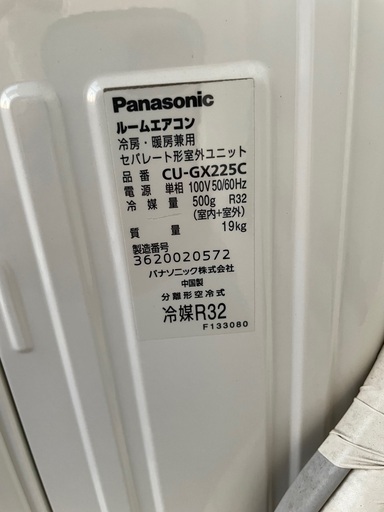 Panasonic
ルームエアコン
冷房・暖房兼用
セパレート形室外ユニット
品番 CU-GX225C
電源 単相 100V 50/60Hz
冷媒量 500g R32
(室内+室外)
質量 19kg
製造番号
3620020572
パナソニック株式会社
中国製
分離形空冷式
冷媒R32
F133080